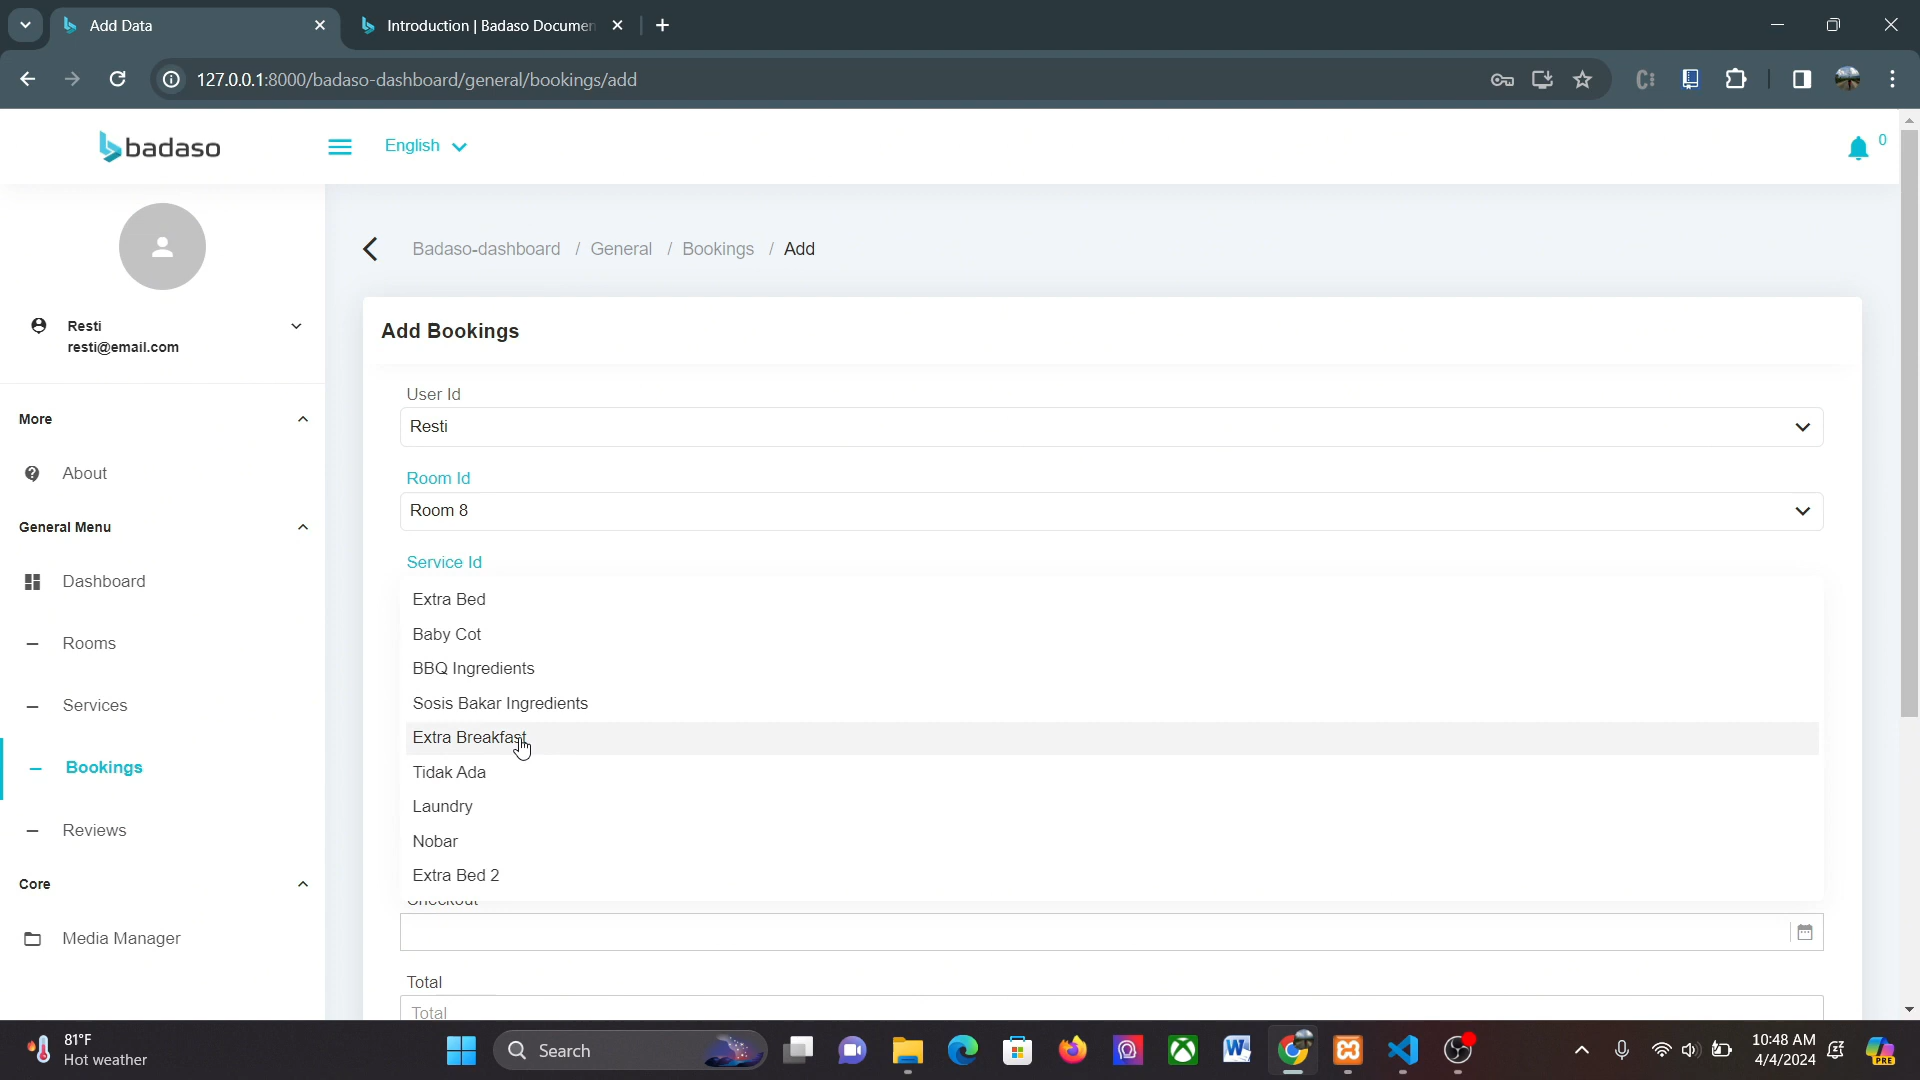 Add Data
Introduction | Badaso Documen
127.0.0.1:8000/badaso-dashboard/general/bookings/add
badaso
English
0
Resti
resti@email.com
More
About
General Menu
Dashboard
Rooms
Services
Bookings
Reviews
Core
Media Manager
Badaso-dashboard / General / Bookings / Add
Add Bookings
User Id
Resti
Room Id
Room 8
Service Id
Extra Bed
Baby Cot
BBQ Ingredients
Sosis Bakar Ingredients
Extra Breakfast
Tidak Ada
Laundry
Nobar
Extra Bed 2
Checkout
Total
Total
81°F
Hot weather
Search
10:48 AM
4/4/2024
PRE